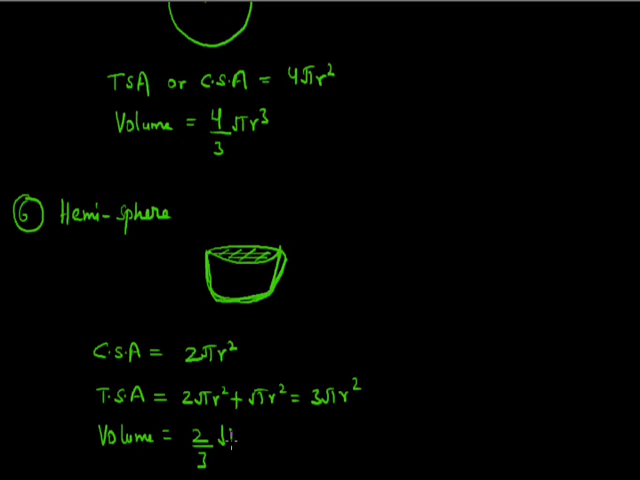 TSA or C.S.A = 4πr²
Volume = 4/3 πr³
6 Hemi-sphere
C.S.A = 2πr²
T.S.A = 2πr² + πr² = 3πr²
Volume = 2/3